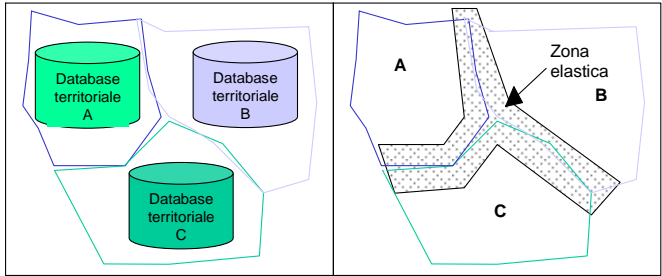 Database
territoriale
A
Database
territoriale
B
Database
territoriale
C
A
Zona
elastica
B
C